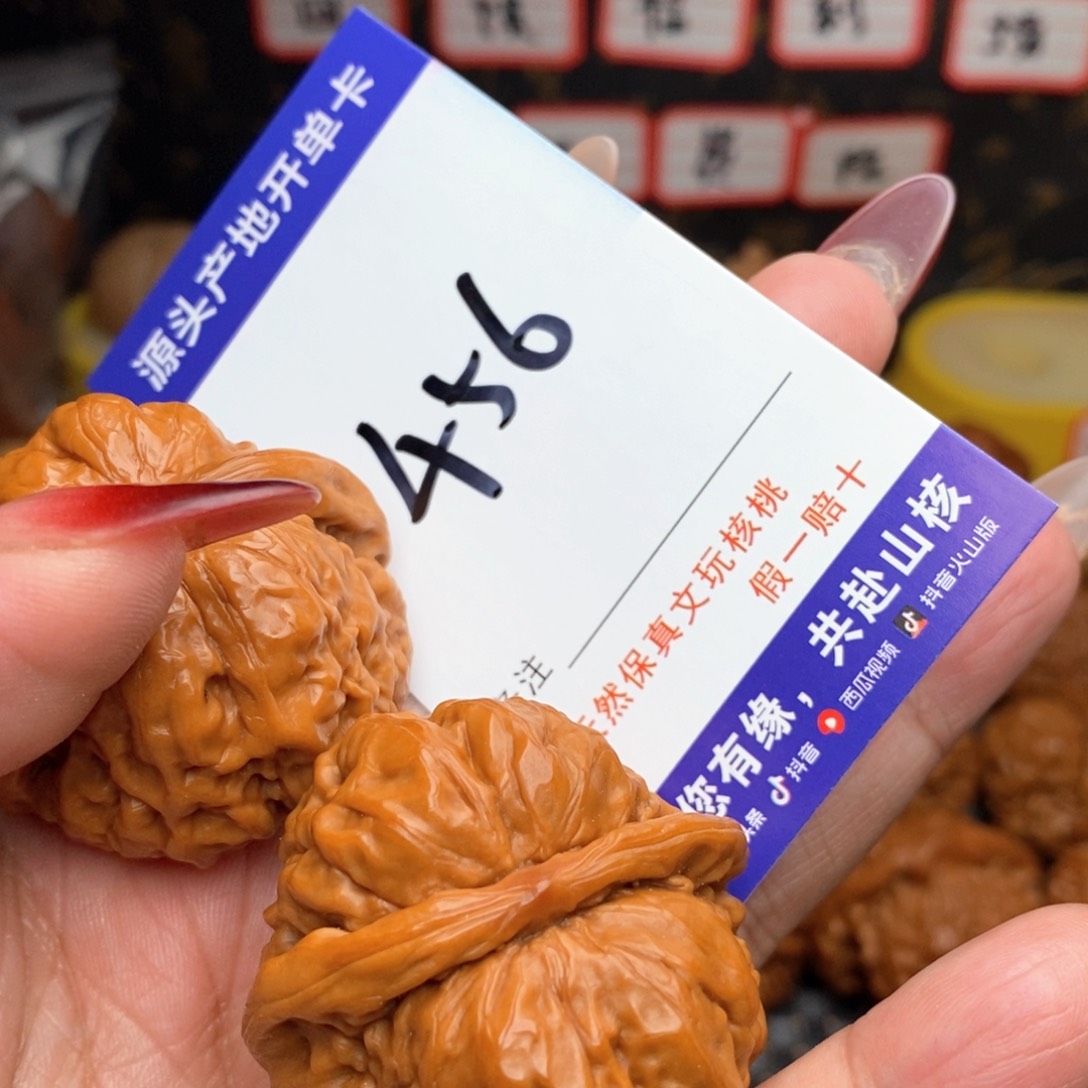 源头产地开单卡
456
注
然保真文玩核桃
假一赔十
您有缘，共赴山核
抖音 西瓜视频 抖音火山版